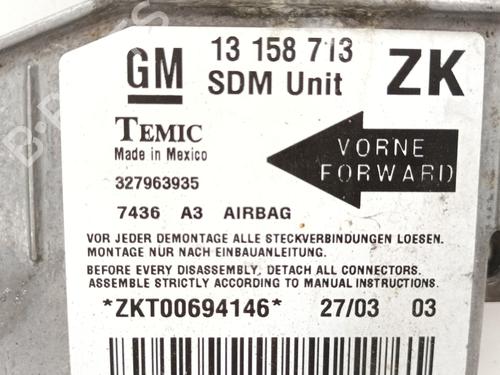 GM 13 158 713 ZK
SDM Unit
TEMIC
Made in Mexico
VORNE
FORWARD
327963935
7436 A3 AIRBAG
VOR JEDER DEMONTAGE ALLE STECKVERBINDUNGEN LOESEN.
MONTAGE NUR NACH EINBAUANLEITUNG.
BEFORE EVERY DISASSEMBLY, DETACH ALL CONNECTORS.
ASSEMBLE STRICTLY ACCORDING TO MANUAL INSTRUCTIONS.
*ZKT00694146* 27/03 03